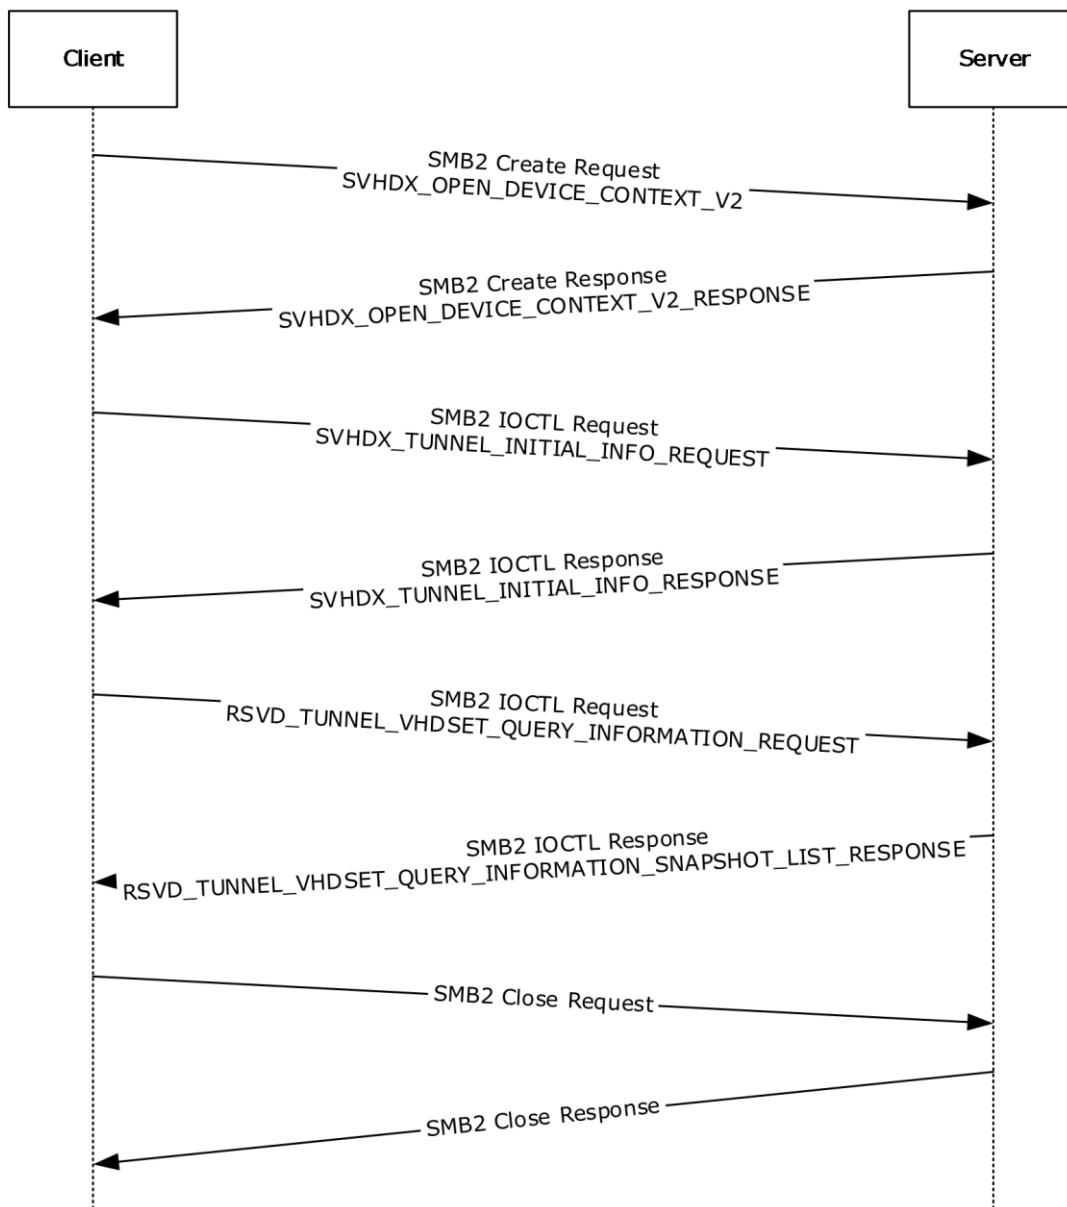 Client
Server
SMB2 Create Request
SVHDX_OPEN_DEVICE_CONTEXT_V2
SMB2 Create Response
SVHDX_OPEN_DEVICE_CONTEXT_V2_RESPONSE
SMB2 IOCTL Request
SVHDX_TUNNEL_INITIAL_INFO_REQUEST
SMB2 IOCTL Response
SVHDX_TUNNEL_INITIAL_INFO_RESPONSE
SMB2 IOCTL Request
RSVD_TUNNEL_VHDSET_QUERY_INFORMATION_REQUEST
SMB2 IOCTL Response
RSVD_TUNNEL_VHDSET_QUERY_INFORMATION_SNAPSHOT_LIST_RESPONSE
SMB2 Close Request
SMB2 Close Response